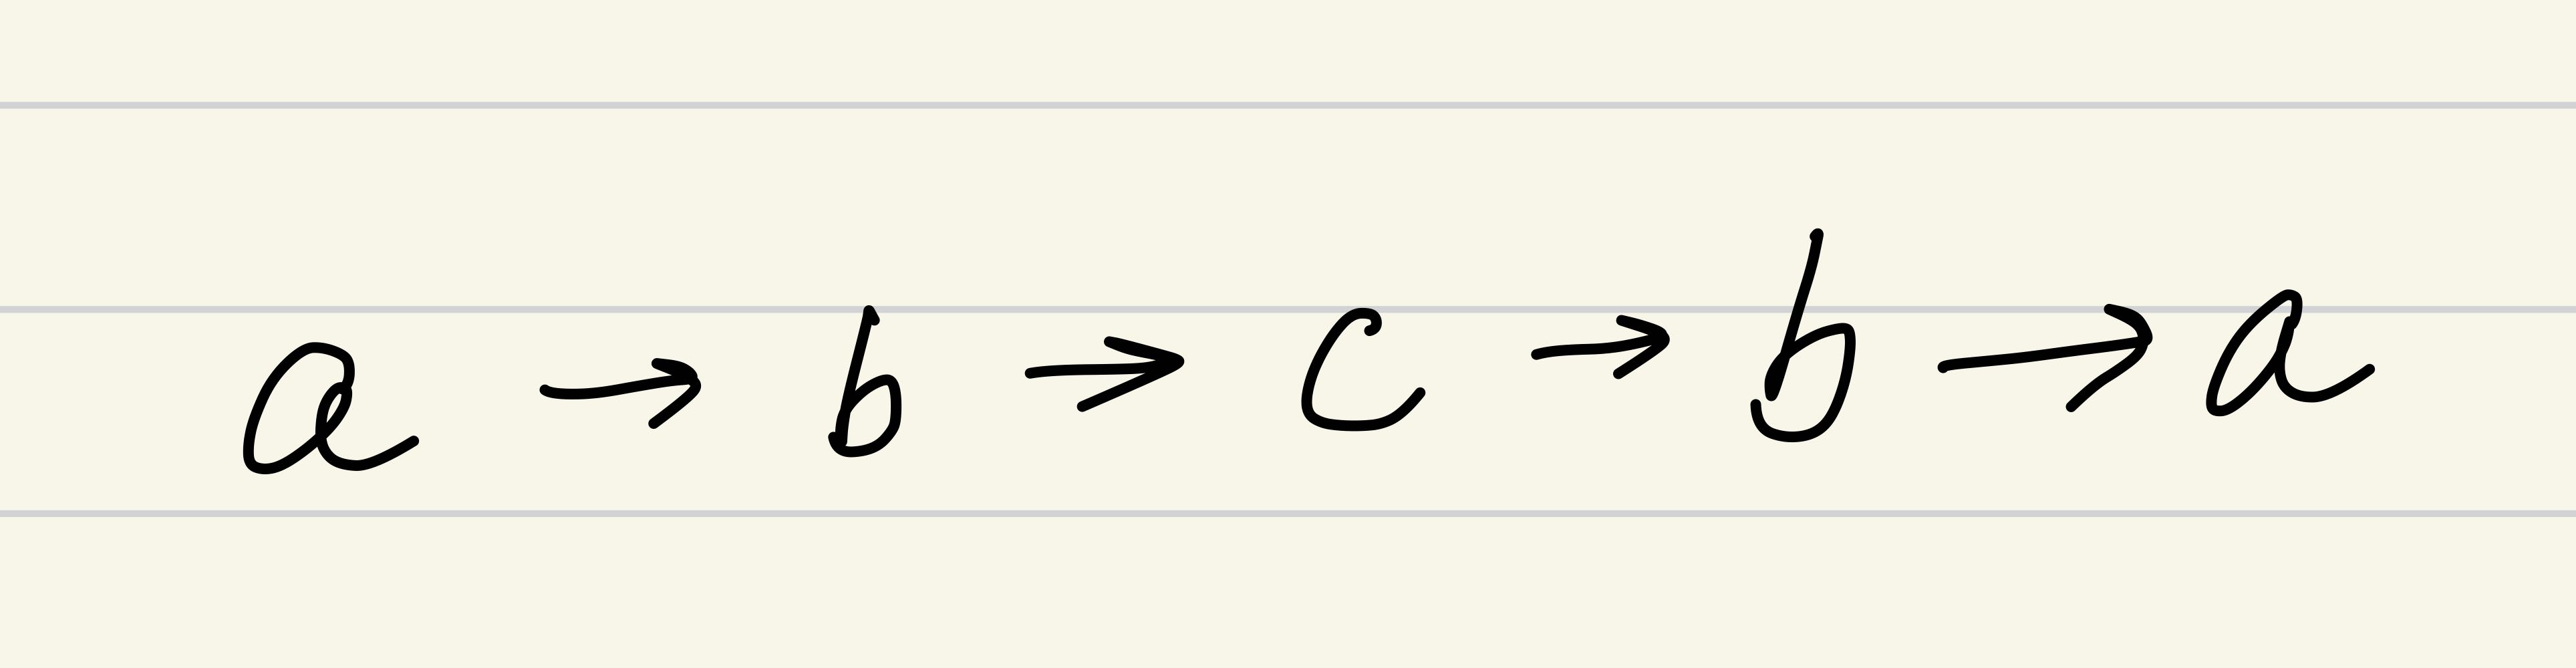 a → b → c → b → a